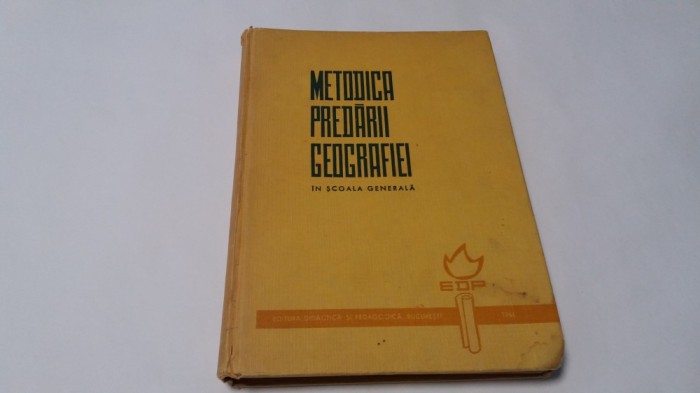 METODICA
PREDĂRII
GEOGRAFIEI
ÎN ȘCOALA GENERALĂ
EDP
EDITURA DIDACTICĂ ȘI PEDAGOGICĂ, BUCUREȘTI